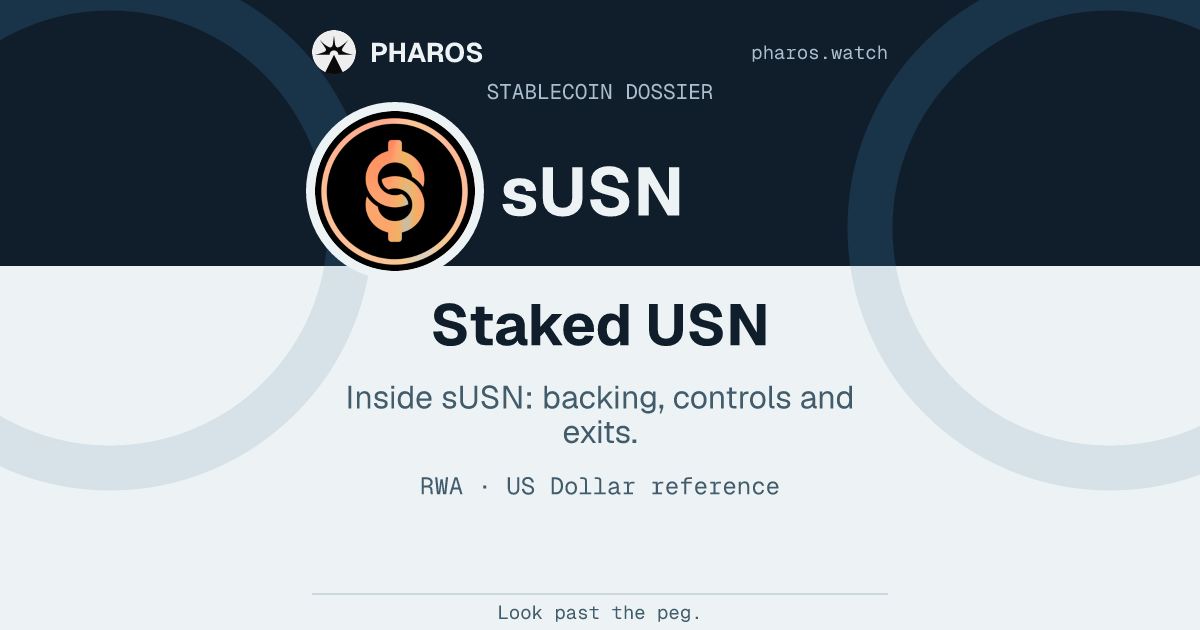 PHAROS
pharos.watch
STABLECOIN DOSSIER
sUSN
Staked USN
Inside sUSN: backing, controls and
exits.
RWA · US Dollar reference
Look past the peg.